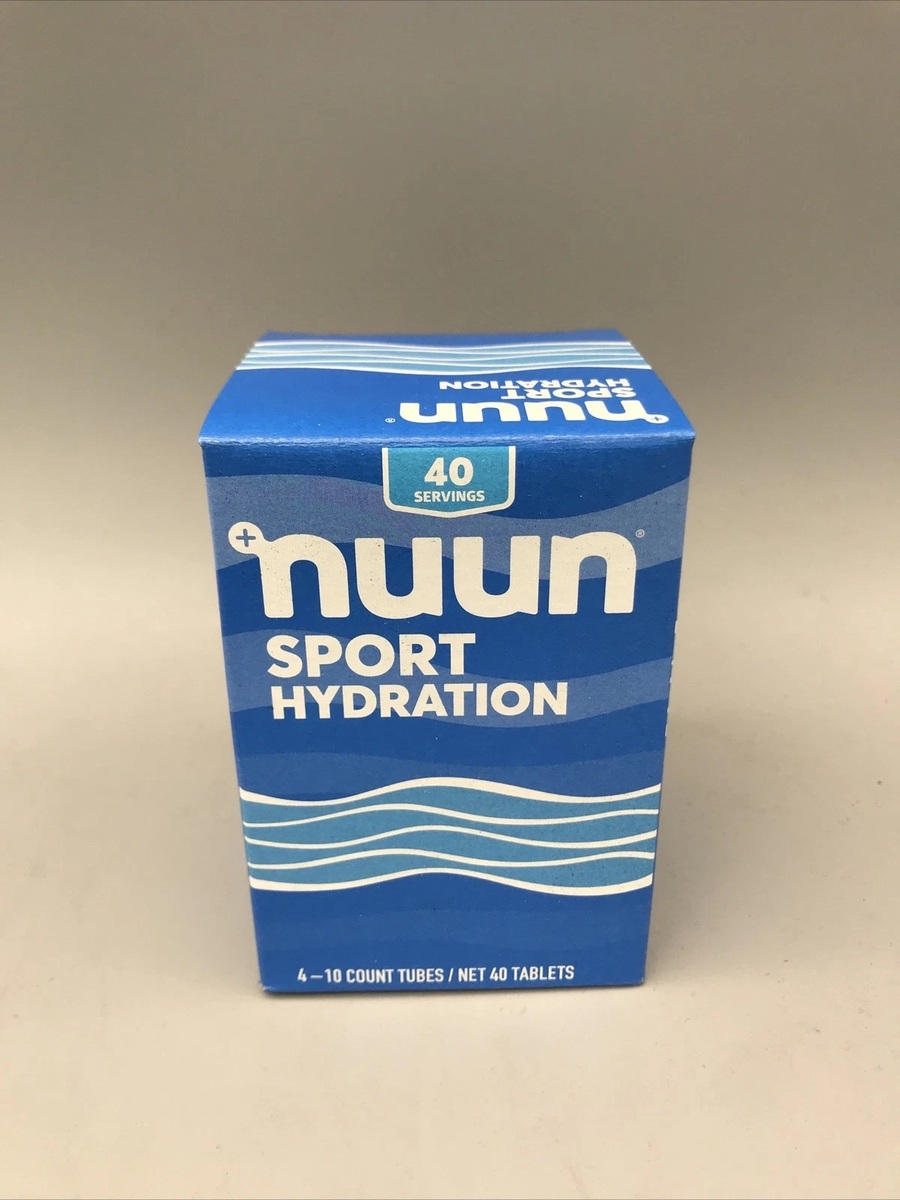 nuun®
SPORT
HYDRATION
40
SERVINGS
+nuun®
SPORT
HYDRATION
4–10 COUNT TUBES / NET 40 TABLETS